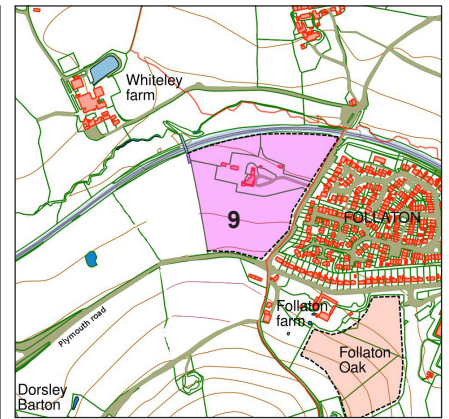 Whiteley
farm
9
FOLLATON
Follaton
farm
Plymouth road
Follaton
Oak
Dorsley
Barton